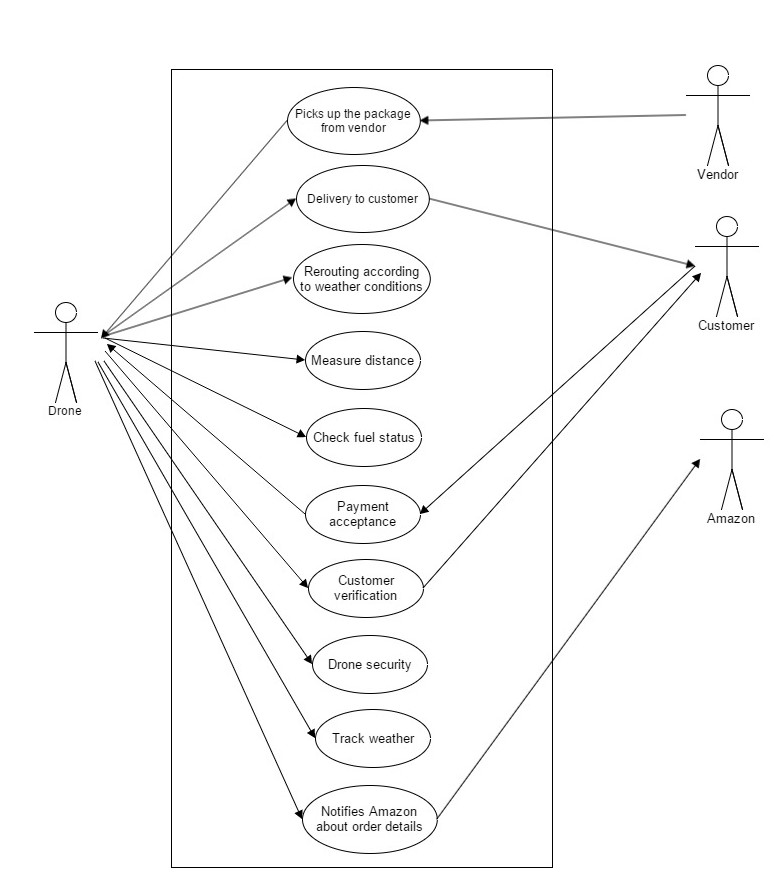 Picks up the package
from vendor
Vendor
Delivery to customer
Rerouting according
to weather conditions
Customer
Measure distance
Drone
Check fuel status
Payment
acceptance
Amazon
Customer
verification
Drone security
Track weather
Notifies Amazon
about order details